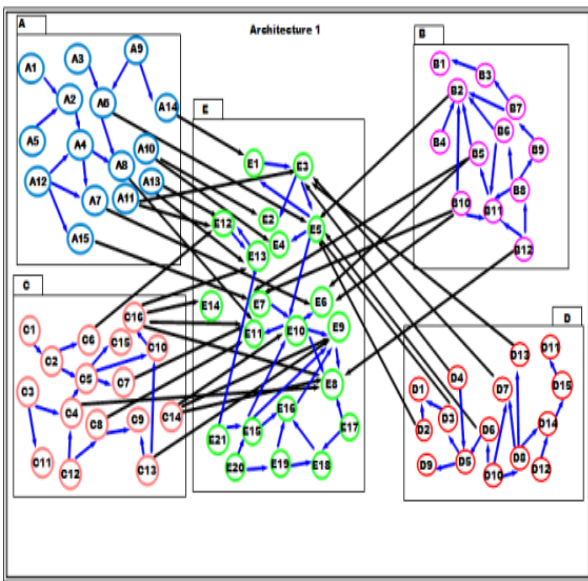 Architecture 1
A
A1
A3
A9
A2
A6
A14
A5
A4
A10
A8
A12
A13
A7
A11
A15
B
B1
B2
B3
B7
B6
B4
B5
B9
B8
B10
B11
B12
E
E1
E3
E2
E12
E4
E5
E13
E14
E7
E6
E11
E10
E9
E8
E16
E21
E15
E17
E20
E19
E18
C
C1
C6
C16
C15
C10
C2
C5
C7
C3
C4
C9
C14
C8
C11
C12
C13
D
D13
D11
D1
D4
D7
D15
D3
D2
D6
D14
D9
D5
D8
D12
D10